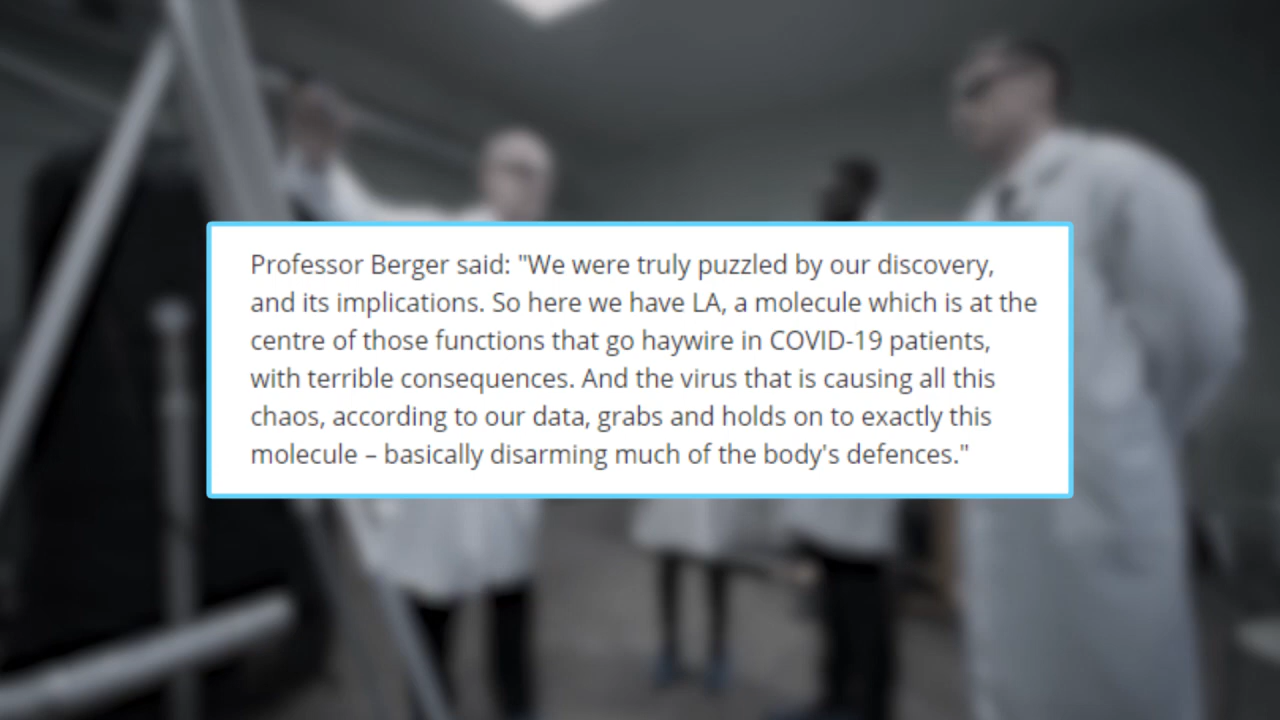 Professor Berger said: "We were truly puzzled by our discovery,
and its implications. So here we have LA, a molecule which is at the
centre of those functions that go haywire in COVID-19 patients,
with terrible consequences. And the virus that is causing all this
chaos, according to our data, grabs and holds on to exactly this
molecule – basically disarming much of the body's defences."